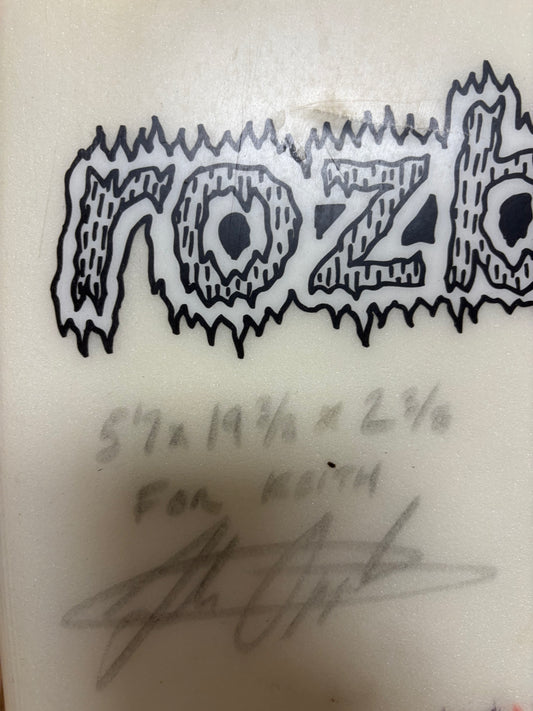 rozb
5'7 x 19 3/8 x 2 3/8
FOR KEITH